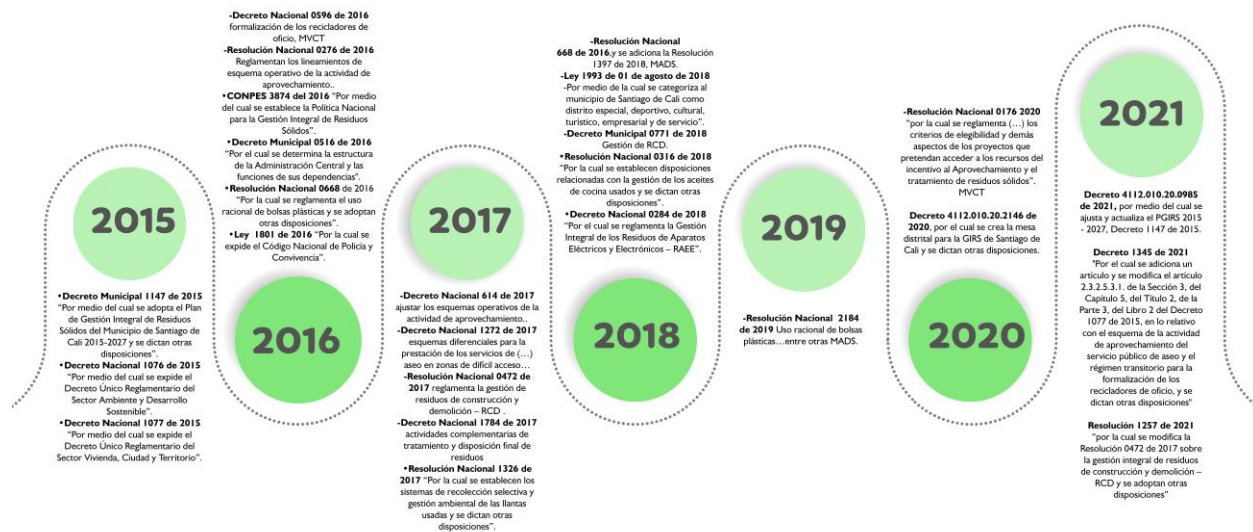 2015
•Decreto Municipal 1147 de 2015
“Por medio del cual se adopta el Plan
de Gestión Integral de Residuos
Sólidos del Municipio de Santiago de
Cali 2015-2027 y se dictan otras
disposiciones”.
•Decreto Nacional 1076 de 2015
“Por medio del cual se expide el
Decreto Único Reglamentario del
Sector Ambiente y Desarrollo
Sostenible”.
•Decreto Nacional 1077 de 2015
“Por medio del cual se expide el
Decreto Único Reglamentario del
Sector Vivienda, Ciudad y Territorio”.
-Decreto Nacional 0596 de 2016
formalización de los recicladores de
oficio, MVCT
-Resolución Nacional 0276 de 2016
Reglamentan los lineamientos de
esquema operativo de la actividad de
aprovechamiento..
•CONPES 3874 del 2016 “Por medio
del cual se establece la Política Nacional
para la Gestión Integral de Residuos
Sólidos”.
•Decreto Municipal 0516 de 2016
“Por el cual se determina la estructura
de la Administración Central y las
funciones de sus dependencias”.
•Resolución Nacional 0668 de 2016
“Por la cual se reglamenta el uso
racional de bolsas plásticas y se adoptan
otras disposiciones”.
•Ley 1801 de 2016 “Por la cual se
expide el Código Nacional de Policía y
Convivencia”.
2016
2017
-Decreto Nacional 614 de 2017
ajustar los esquemas operativos de la
actividad de aprovechamiento..
-Decreto Nacional 1272 de 2017
esquemas diferenciales para la
prestación de los servicios de (…)
aseo en zonas de difícil acceso…
-Resolución Nacional 0472 de
2017 reglamenta la gestión de
residuos de construcción y
demolición – RCD .
-Decreto Nacional 1784 de 2017
actividades complementarias de
tratamiento y disposición final de
residuos
•Resolución Nacional 1326 de
2017 “Por la cual se establecen los
sistemas de recolección selectiva y
gestión ambiental de las llantas
usadas y se dictan otras
disposiciones”.
-Resolución Nacional
668 de 2016,y se adiciona la Resolución
1397 de 2018, MADS.
-Ley 1993 de 01 de agosto de 2018
-Por medio de la cual se categoriza al
municipio de Santiago de Cali como
distrito especial, deportivo, cultural,
turístico, empresarial y de servicio”.
-Decreto Municipal 0771 de 2018
Gestión de RCD.
•Resolución Nacional 0316 de 2018
“Por la cual se establecen disposiciones
relacionadas con la gestión de los aceites
de cocina usados y se dictan otras
disposiciones”.
•Decreto Nacional 0284 de 2018
“Por el cual se reglamenta la Gestión
Integral de los Residuos de Aparatos
Eléctricos y Electrónicos – RAEE”.
2018
2019
-Resolución Nacional 2184
de 2019 Uso racional de bolsas
plásticas…entre otras MADS.
-Resolución Nacional 0176 2020
“por la cual se reglamenta (…) los
criterios de elegibilidad y demás
aspectos de los proyectos que
pretendan acceder a los recursos del
incentivo al Aprovechamiento y el
tratamiento de residuos sólidos”.
MVCT
Decreto 4112.010.20.2146 de
2020, por el cual se crea la mesa
distrital para la GIRS de Santiago de
Cali y se dictan otras disposiciones.
2020
2021
Decreto 4112.010.20.0985
de 2021, por medio del cual se
ajusta y actualiza el PGIRS 2015
- 2027, Decreto 1147 de 2015.
Decreto 1345 de 2021
"Por el cual se adiciona un
artículo y se modifica el artículo
2.3.2.5.3.1. de la Sección 3, del
Capítulo 5, del Título 2, de la
Parte 3, del Libro 2 del Decreto
1077 de 2015, en lo relativo
con el esquema de la actividad
de aprovechamiento del
servicio público de aseo y el
régimen transitorio para la
formalización de los
recicladores de oficio, y se
dictan otras disposiciones"
Resolución 1257 de 2021
“por la cual se modifica la
Resolución 0472 de 2017 sobre
la gestión integral de residuos
de construcción y demolición –
RCD y se adoptan otras
disposiciones”